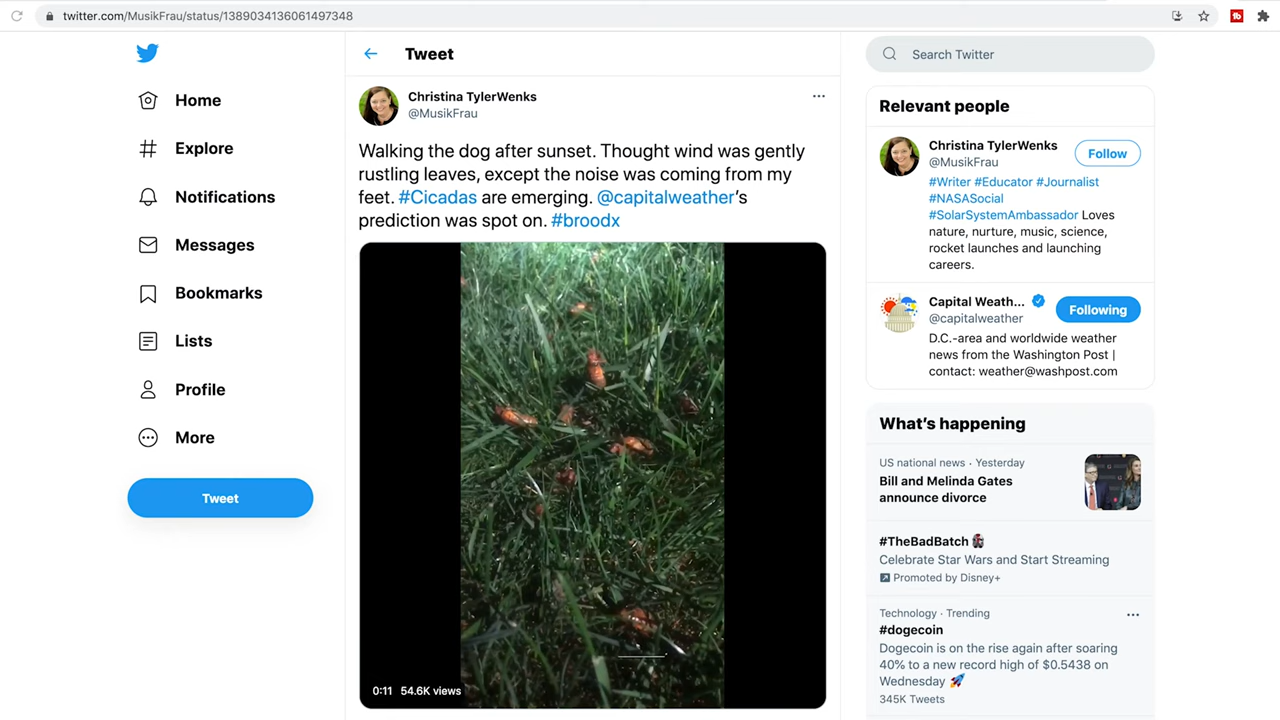 twitter.com/MusikFrau/status/1389034136061497348
Home
Explore
Notifications
Messages
Bookmarks
Lists
Profile
More
Tweet
Tweet
Christina TylerWenks
@MusikFrau
Walking the dog after sunset. Thought wind was gently
rustling leaves, except the noise was coming from my
feet. #Cicadas are emerging. @capitalweather's
prediction was spot on. #broodx
0:11 54.6K views
Search Twitter
Relevant people
Christina TylerWenks
@MusikFrau
Follow
#Writer #Educator #Journalist
#NASASocial
#SolarSystemAmbassador Loves
nature, nurture, music, science,
rocket launches and launching
careers.
Capital Weath...
@capitalweather
Following
D.C.-area and worldwide weather
news from the Washington Post |
contact: weather@washpost.com
What's happening
US national news · Yesterday
Bill and Melinda Gates
announce divorce
#TheBadBatch
Celebrate Star Wars and Start Streaming
Promoted by Disney+
Technology · Trending
#dogecoin
Dogecoin is on the rise again after soaring
40% to a new record high of $0.5438 on
Wednesday 🚀
345K Tweets